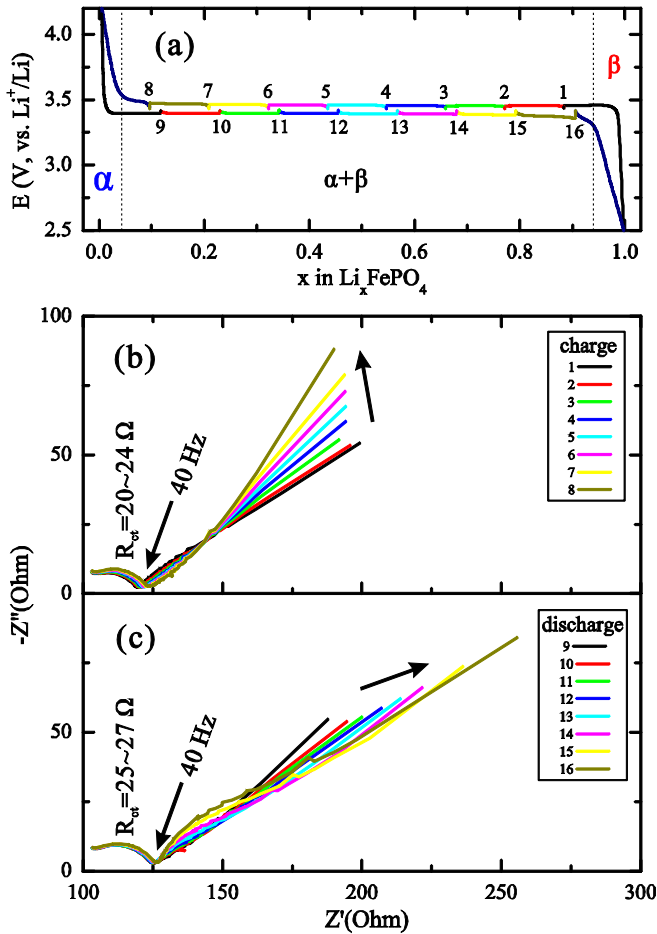 (a)
β
4.0
3.5
3.0
2.5
E (V, vs. Li⁺/Li)
8 7 6 5 4 3 2 1
9 10 11 12 13 14 15 16
α
α+β
0.0 0.2 0.4 0.6 0.8 1.0
x in LiₓFePO₄
100
50
0
(b)
Rct=20~24 Ω
40 Hz
charge
1
2
3
4
5
6
7
8
-Z"(Ohm)
50
0
(c)
Rct=25~27 Ω
40 Hz
discharge
9
10
11
12
13
14
15
16
100 150 200 250 300
Z'(Ohm)